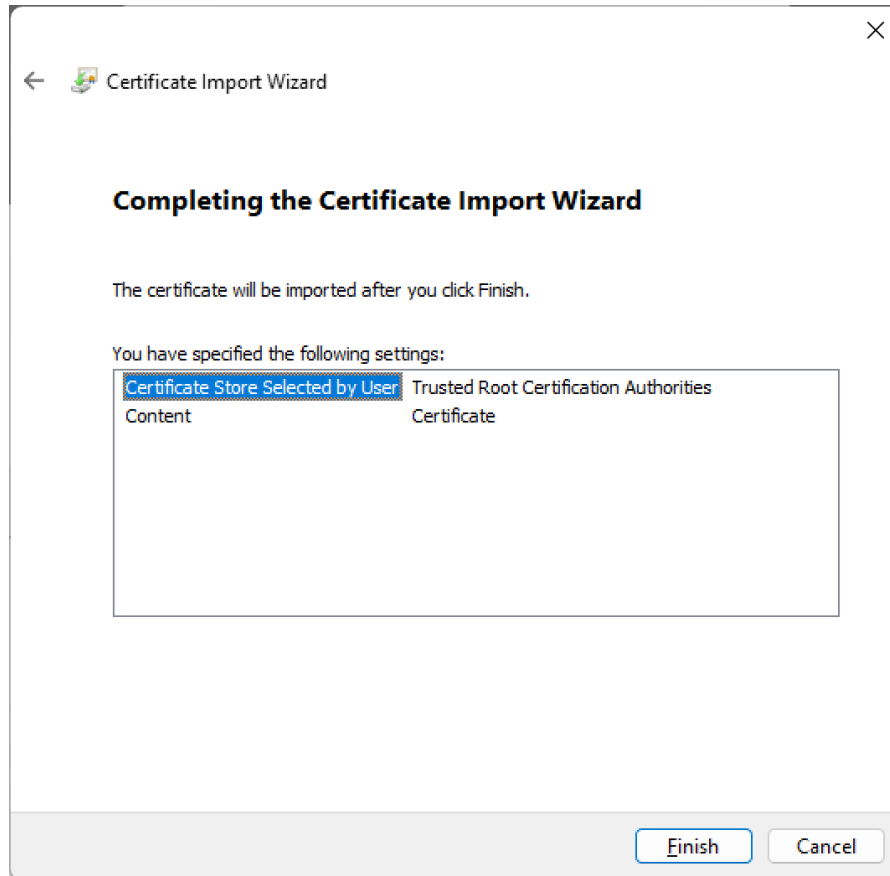 Certificate Import Wizard
Completing the Certificate Import Wizard
The certificate will be imported after you click Finish.
You have specified the following settings:
Certificate Store Selected by User Trusted Root Certification Authorities
Content Certificate
Finish Cancel